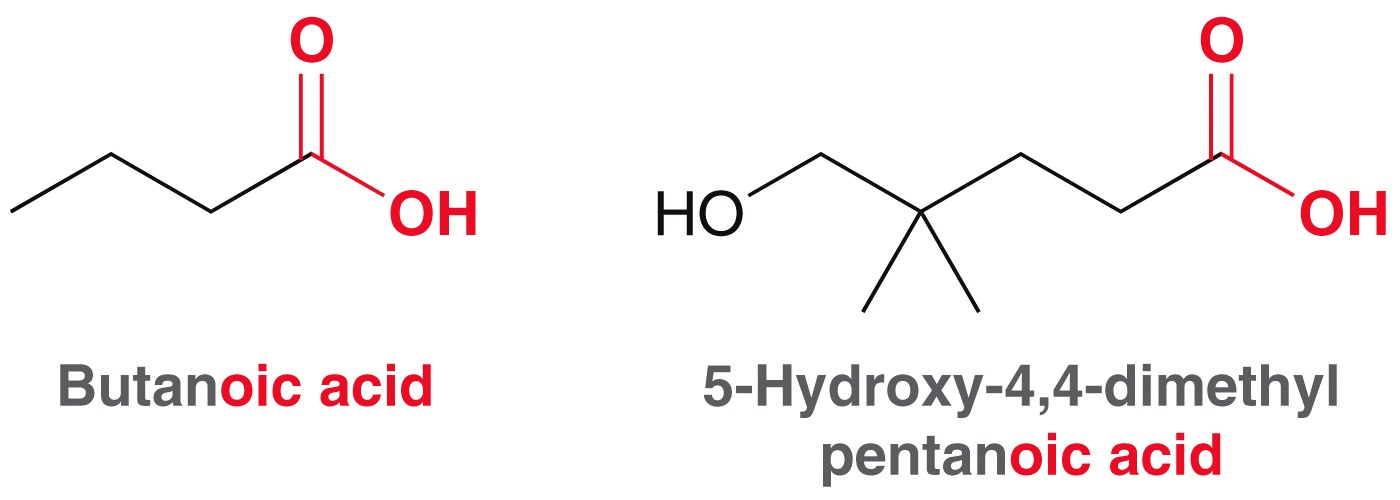 O
OH
Butanoic acid
O
HO
OH
5-Hydroxy-4,4-dimethyl
pentanoic acid